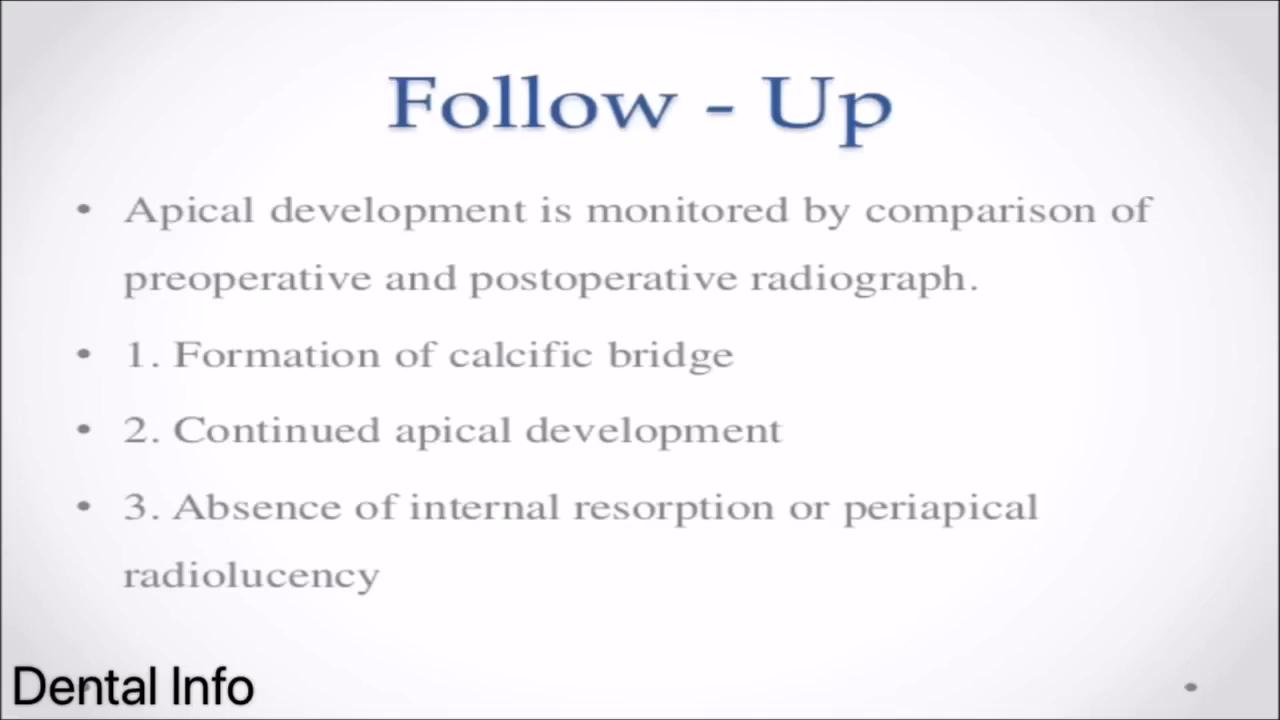 Follow - Up
• Apical development is monitored by comparison of
preoperative and postoperative radiograph.
• 1. Formation of calcific bridge
• 2. Continued apical development
• 3. Absence of internal resorption or periapical
radiolucency
Dental Info